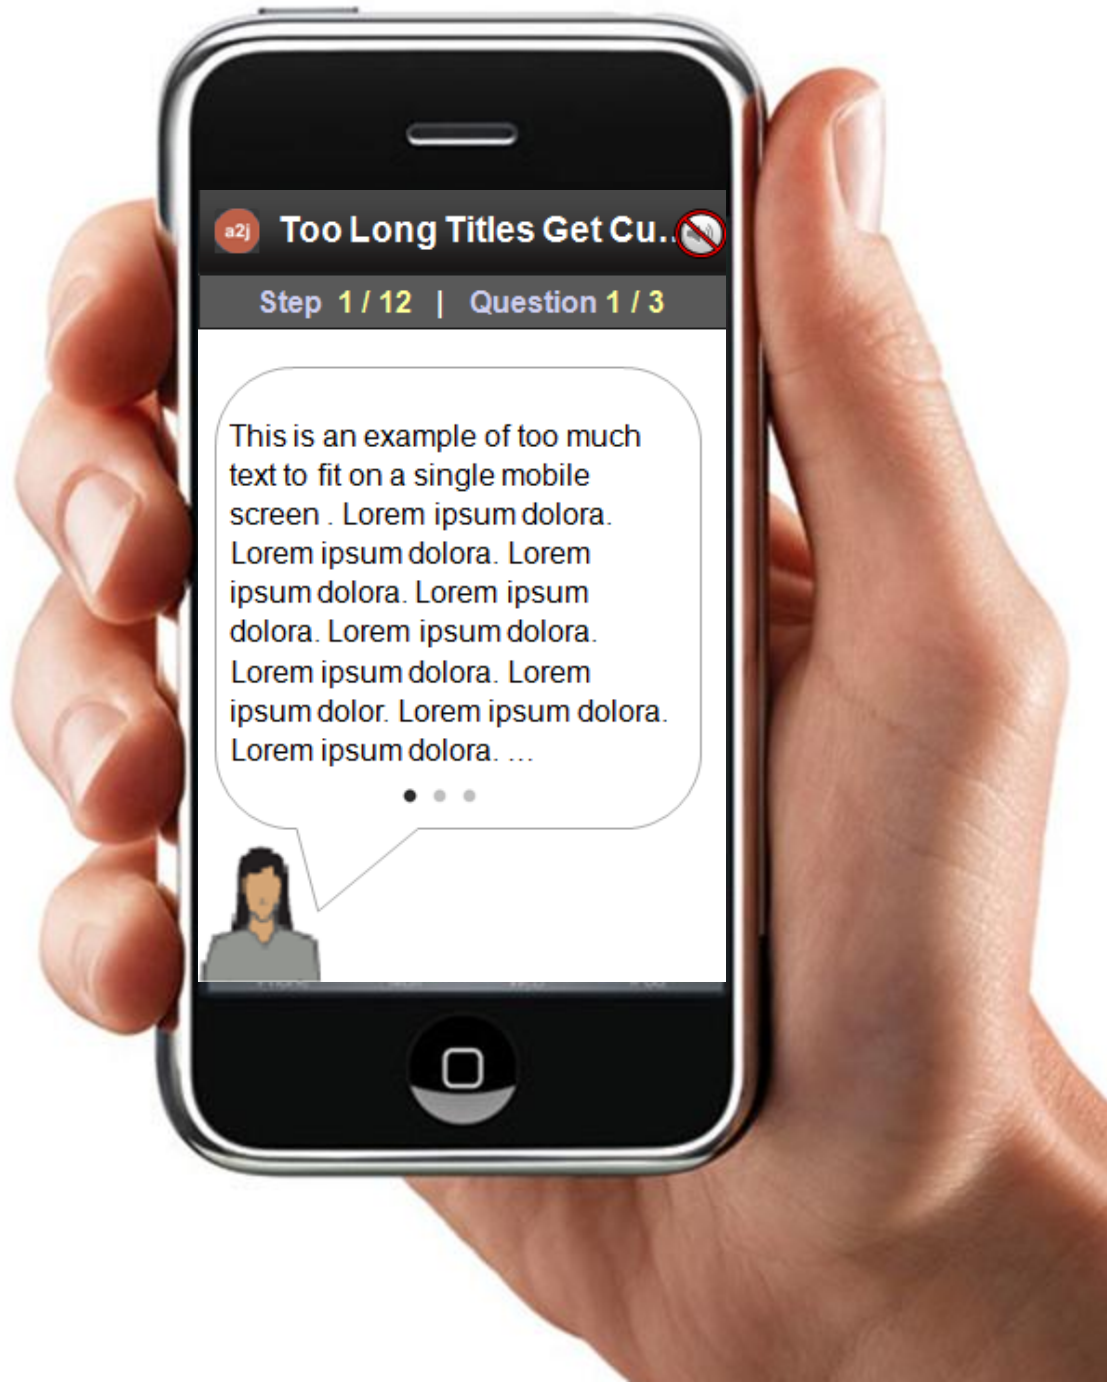 a2j Too Long Titles Get Cu...
Step 1 / 12 | Question 1 / 3
This is an example of too much
text to fit on a single mobile
screen . Lorem ipsum dolora.
Lorem ipsum dolora. Lorem
ipsum dolora. Lorem ipsum
dolora. Lorem ipsum dolora.
Lorem ipsum dolora. Lorem
ipsum dolor. Lorem ipsum dolora.
Lorem ipsum dolora. ...